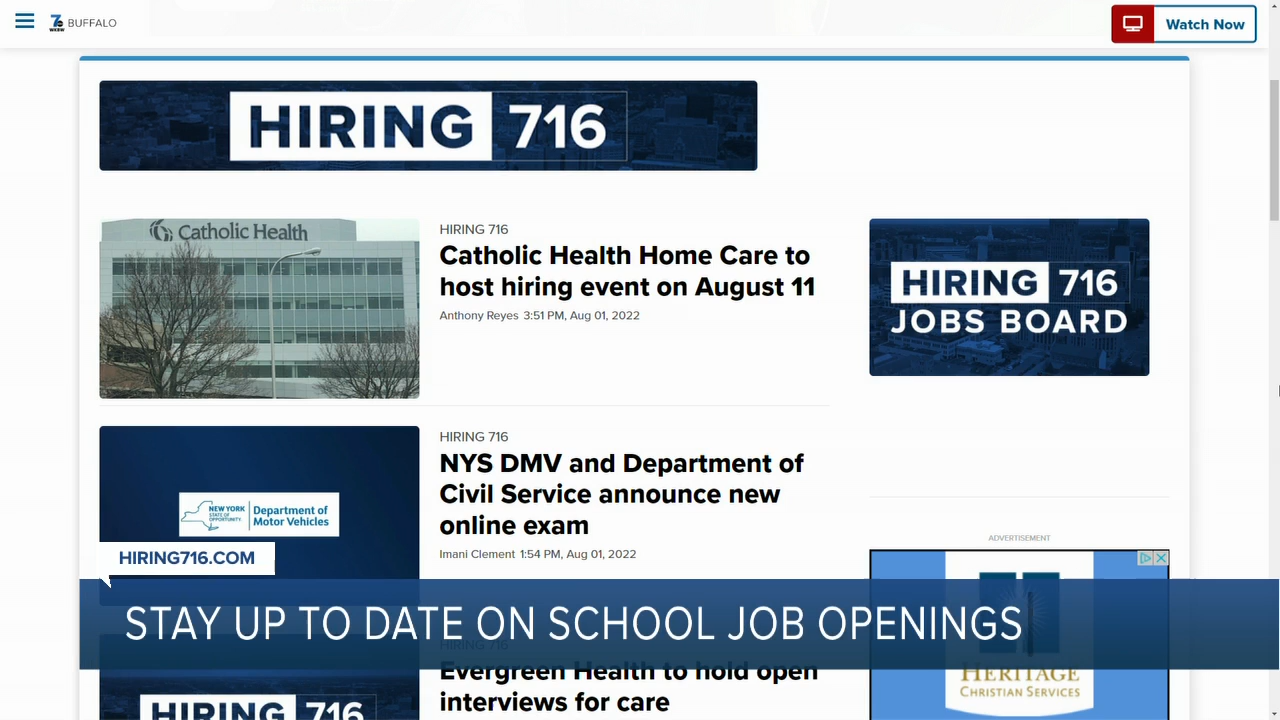 7
WKBW
BUFFALO
Watch Now
HIRING 716
Catholic Health
HIRING 716
Catholic Health Home Care to
host hiring event on August 11
Anthony Reyes 3:51 PM, Aug 01, 2022
HIRING 716
JOBS BOARD
NEW YORK
STATE OF
OPPORTUNITY.
Department of
Motor Vehicles
HIRING 716
NYS DMV and Department of
Civil Service announce new
online exam
Imani Clement 1:54 PM, Aug 01, 2022
ADVERTISEMENT
HIRING716.COM
STAY UP TO DATE ON SCHOOL JOB OPENINGS
HIRING 716
HIRING 716
Evergreen Health to hold open
interviews for care
HERITAGE
CHRISTIAN SERVICES